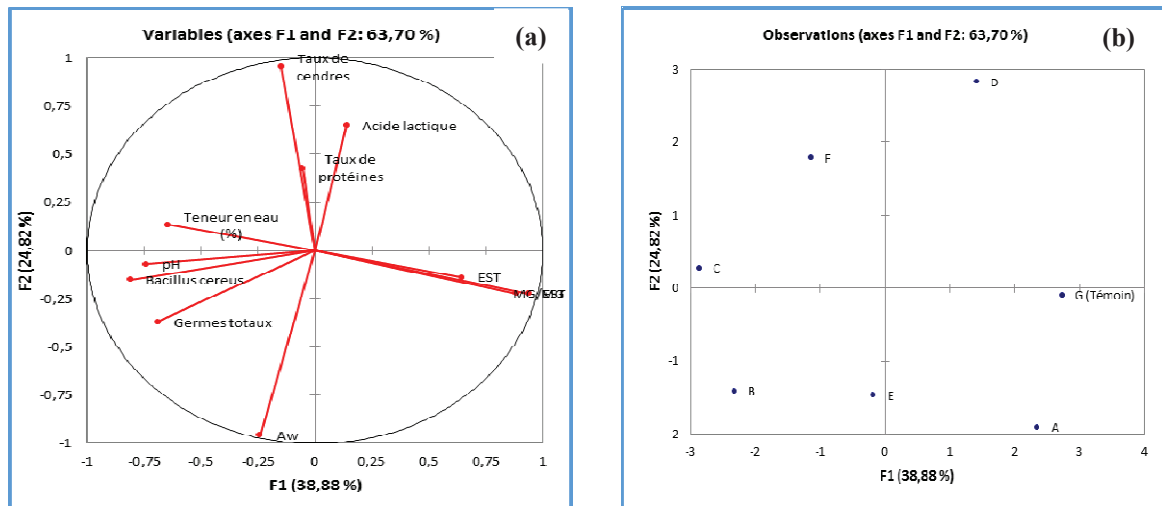 Variables (axes F1 and F2: 63,70 %)
(a)
1
Taux de
cendres
0,75
Acide lactique
0,5
Taux de
protéines
0,25
Teneur en eau
(%)
F2 (24,82 %)
0
pH
EST
Bacillus cereus
-0,25
Germes totaux
-0,5
-0,75
Aw
-1
-1
-0,75
-0,5
-0,25
0
0,25
0,5
0,75
1
F1 (38,88 %)
Observations (axes F1 and F2: 63,70 %)
(b)
3
D
2
F
1
F2 (24,82 %)
C
0
G (Témoin)
-1
B
E
A
2
-3
-2
-1
0
1
2
3
4
F1 (38,88 %)